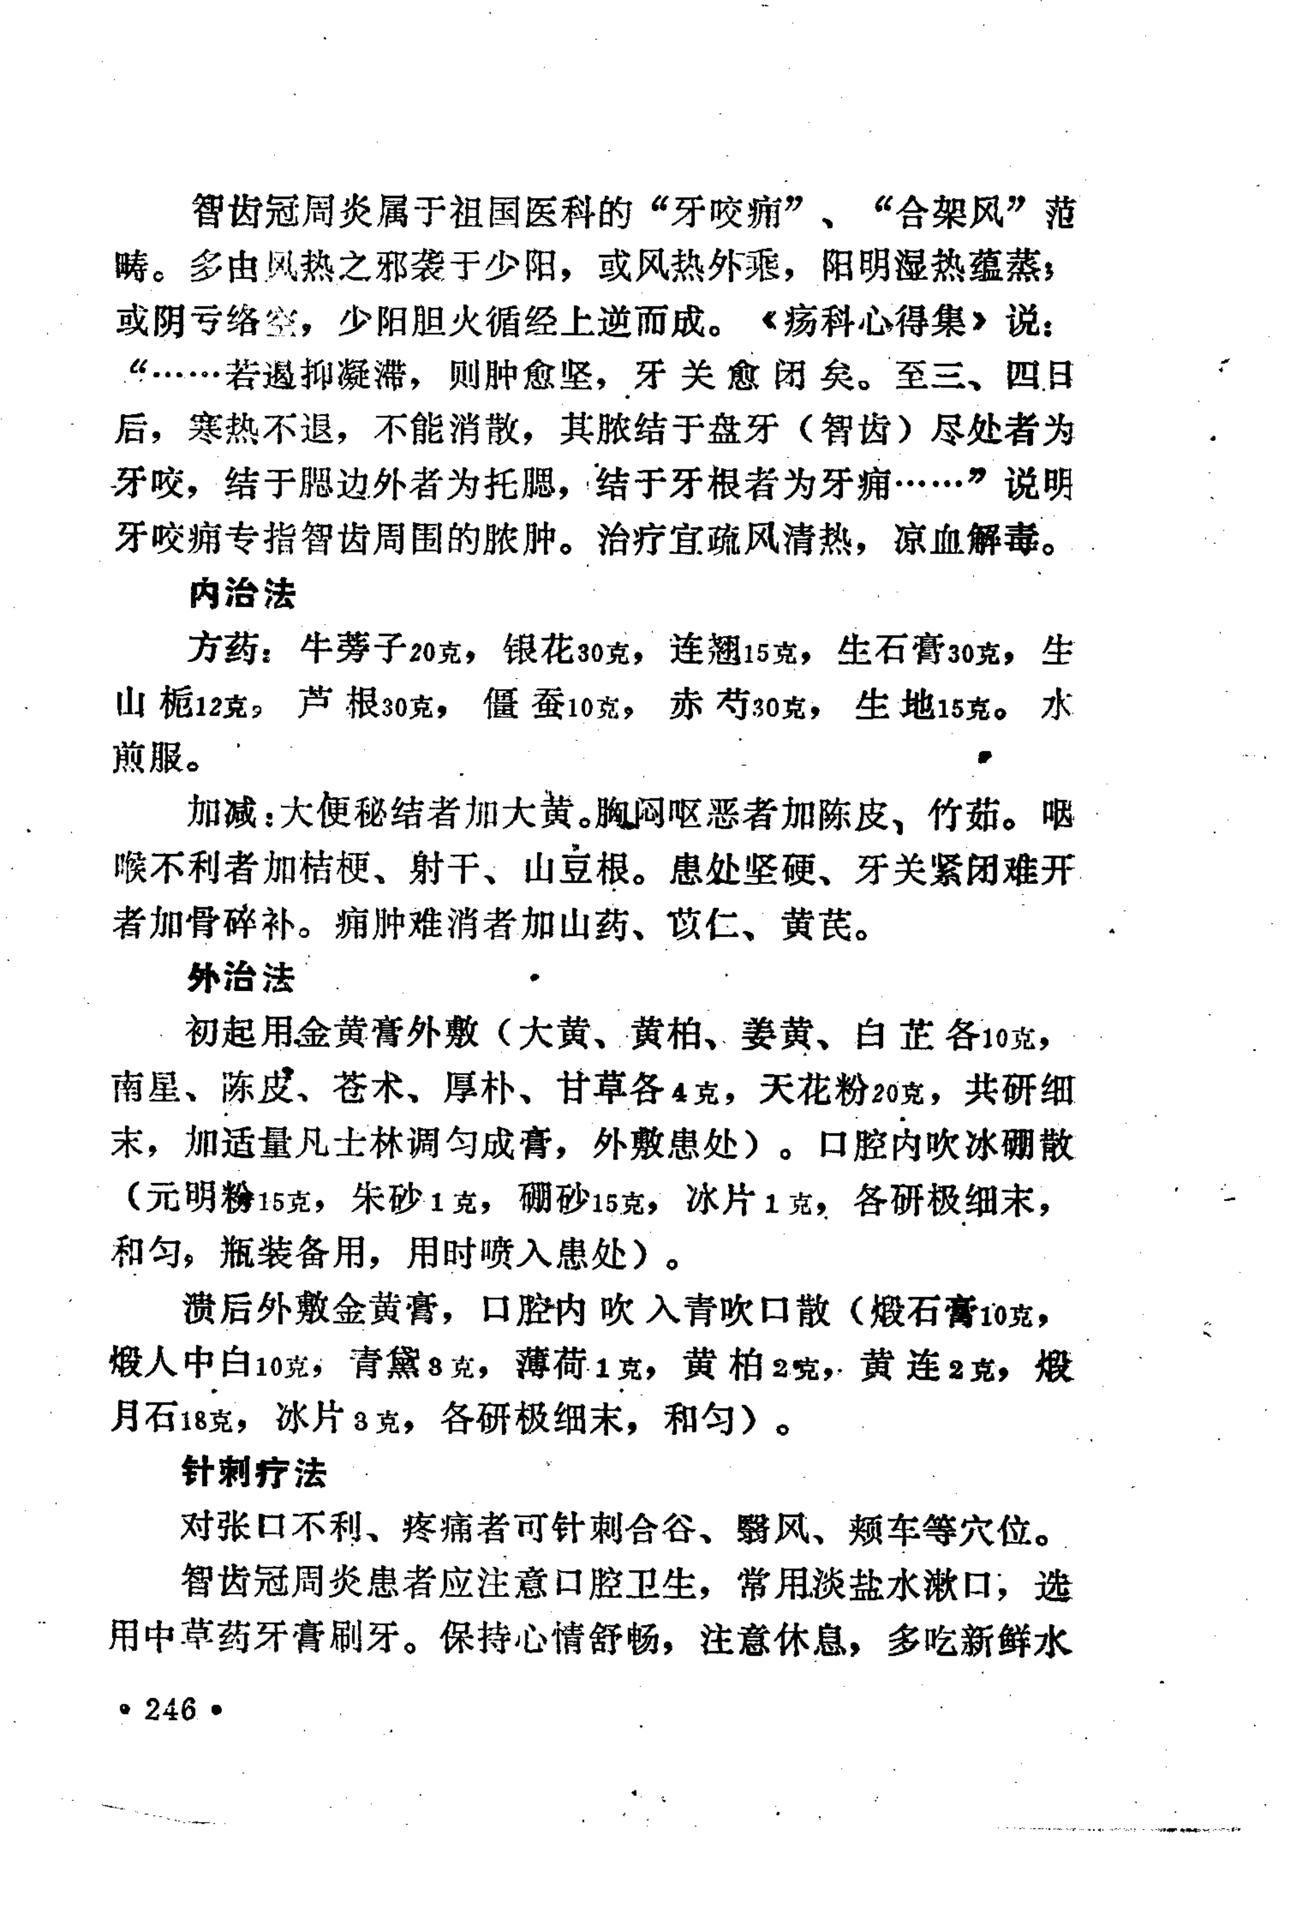 智齿冠周炎属于祖国医科的“牙咬痈”、“合架风”范
畴。多由风热之邪袭于少阳，或风热外乘，阳明湿热蕴蒸；
或阴亏络空，少阳胆火循经上逆而成。《疡科心得集》说：
“……若遏抑凝滞，则肿愈坚，牙关愈闭矣。至三、四日
后，寒热不退，不能消散，其脓结于盘牙（智齿）尽处者为
牙咬，结于腮边外者为托腮，结于牙根者为牙痈……”说明
牙咬痈专指智齿周围的脓肿。治疗宜疏风清热，凉血解毒。
内治法
方药：牛蒡子20克，银花30克，连翘15克，生石膏30克，生
山栀12克，芦根30克，僵蚕10克，赤芍30克，生地15克。水
煎服。
加减：大便秘结者加大黄。胸闷呕恶者加陈皮、竹茹。咽
喉不利者加桔梗、射干、山豆根。患处坚硬、牙关紧闭难开
者加骨碎补。痈肿难消者加山药、苡仁、黄芪。
外治法
初起用金黄膏外敷（大黄、黄柏、姜黄、白芷各10克，
南星、陈皮、苍术、厚朴、甘草各4克，天花粉20克，共研细
末，加适量凡士林调匀成膏，外敷患处）。口腔内吹冰硼散
（元明粉15克，朱砂1克，硼砂15克，冰片1克，各研极细末，
和匀，瓶装备用，用时喷入患处）。
溃后外敷金黄膏，口腔内吹入青吹口散（煅石膏10克，
煅人中白10克，青黛8克，薄荷1克，黄柏2克，黄连2克，煅
月石18克，冰片3克，各研极细末，和匀）。
针刺疗法
对张口不利、疼痛者可针刺合谷、翳风、颊车等穴位。
智齿冠周炎患者应注意口腔卫生，常用淡盐水漱口，选
用中草药牙膏刷牙。保持心情舒畅，注意休息，多吃新鲜水
•246•